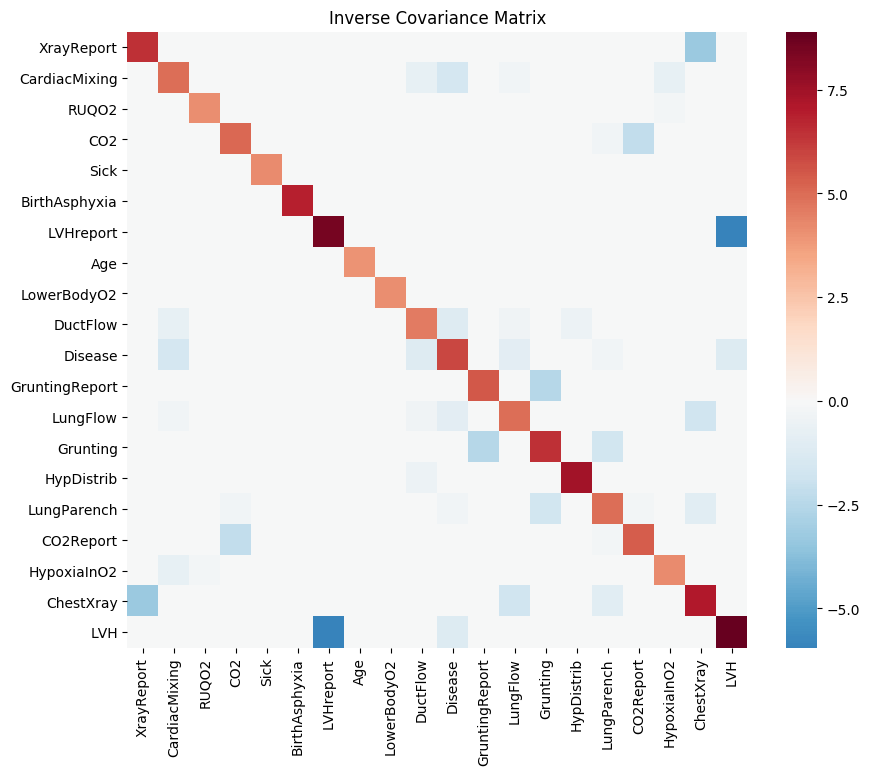 Inverse Covariance Matrix
XrayReport
CardiacMixing
RUQO2
CO2
Sick
BirthAsphyxia
LVHreport
Age
LowerBodyO2
DuctFlow
Disease
GruntingReport
LungFlow
Grunting
HypDistrib
LungParench
CO2Report
HypoxiaInO2
ChestXray
LVH
XrayReport
CardiacMixing
RUQO2
CO2
Sick
BirthAsphyxia
LVHreport
Age
LowerBodyO2
DuctFlow
Disease
GruntingReport
LungFlow
Grunting
HypDistrib
LungParench
CO2Report
HypoxiaInO2
ChestXray
LVH
7.5
5.0
2.5
0.0
−2.5
−5.0